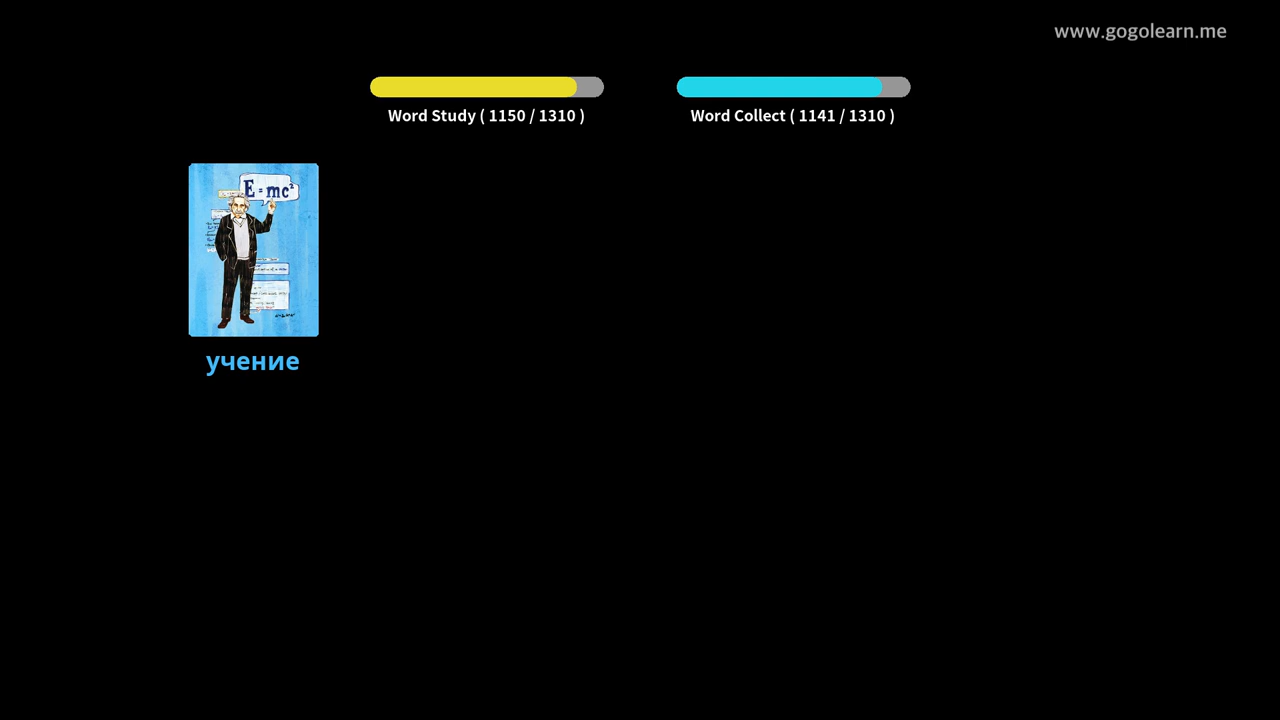 www.gogolearn.me
Word Study ( 1150 / 1310 )
Word Collect ( 1141 / 1310 )
E=mc²
учение